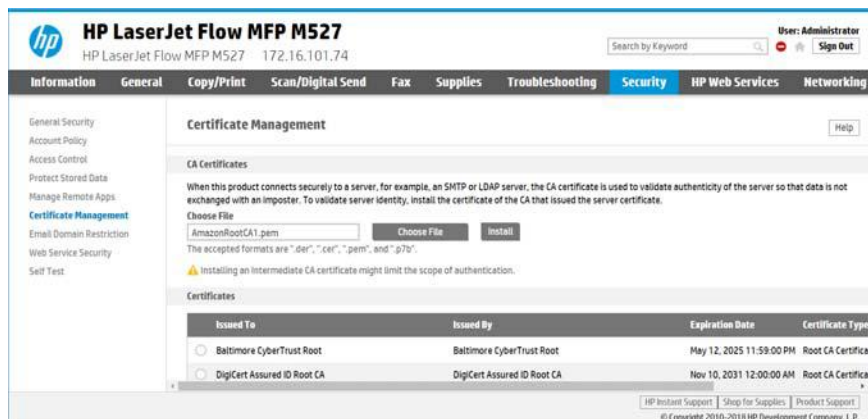 hp
HP LaserJet Flow MFP M527
HP LaserJet Flow MFP M527 172.16.101.74
User: Administrator
Search by Keyword
Sign Out
Information General Copy/Print Scan/Digital Send Fax Supplies Troubleshooting Security HP Web Services Networking
General Security
Account Policy
Access Control
Protect Stored Data
Manage Remote Apps
Certificate Management
Email Domain Restriction
Web Service Security
Self Test
Certificate Management
Help
CA Certificates
When this product connects securely to a server, for example, an SMTP or LDAP server, the CA certificate is used to validate authenticity of the server so that data is not
exchanged with an imposter. To validate server identity, install the certificate of the CA that issued the server certificate.
Choose File
AmazonRootCA1.pem Choose File Install
The accepted formats are ".der", ".cer", ".pem", and ".p7b".
Installing an Intermediate CA certificate might limit the scope of authentication.
Certificates
Issued To Issued By Expiration Date Certificate Type
Baltimore CyberTrust Root Baltimore CyberTrust Root May 12, 2025 11:59:00 PM Root CA Certifica
DigiCert Assured ID Root CA DigiCert Assured ID Root CA Nov 10, 2031 12:00:00 AM Root CA Certifica
HP Instant Support Shop for Supplies Product Support
© Copyright 2010-2018 HP Development Company, L.P.